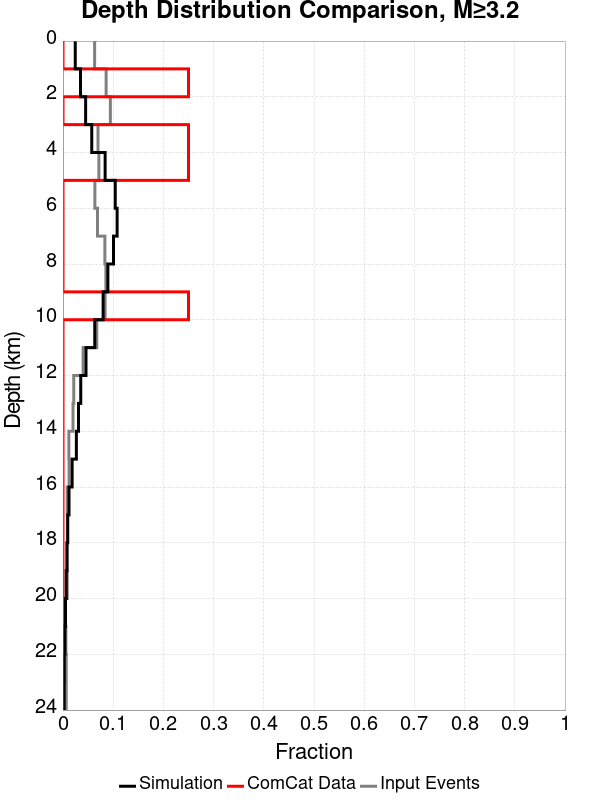 Depth Distribution Comparison, M≥3.2
0
2
4
6
8
10
12
14
16
18
20
22
24
Depth (km)
0 0.1 0.2 0.3 0.4 0.5 0.6 0.7 0.8 0.9 1
Fraction
Simulation ComCat Data Input Events